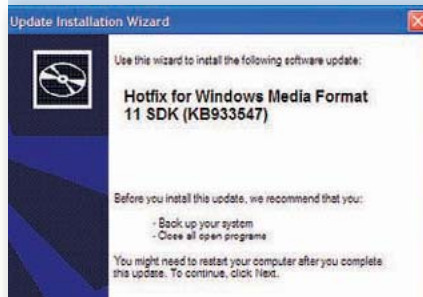 Update Installation Wizard
Use this wizard to install the following software update:
Hotfix for Windows Media Format
11 SDK (KB933547)
Before you install this update, we recommend that you:
- Back up your system
- Close all open programs
You might need to restart your computer after you complete
this update. To continue, click Next.